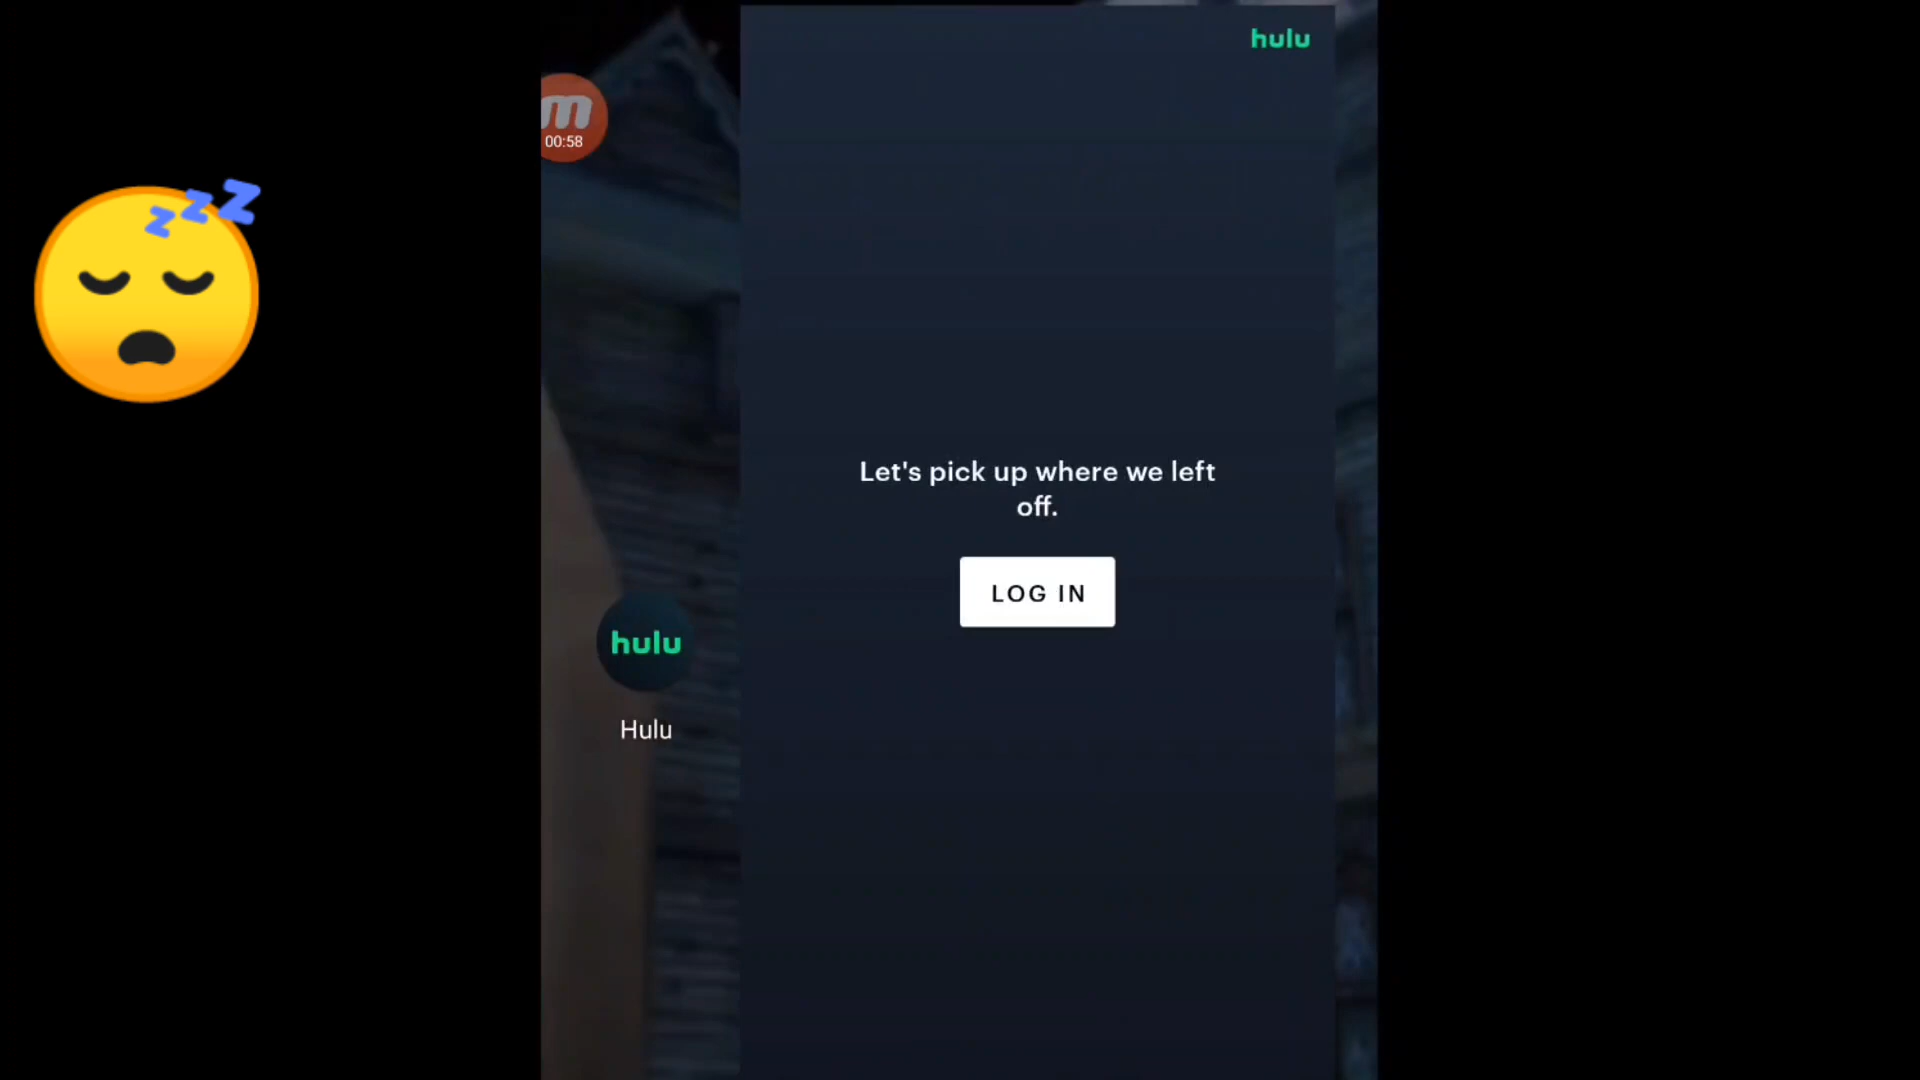 hulu
m
00:58
z z z
Let's pick up where we left
off.
LOG IN
hulu
Hulu